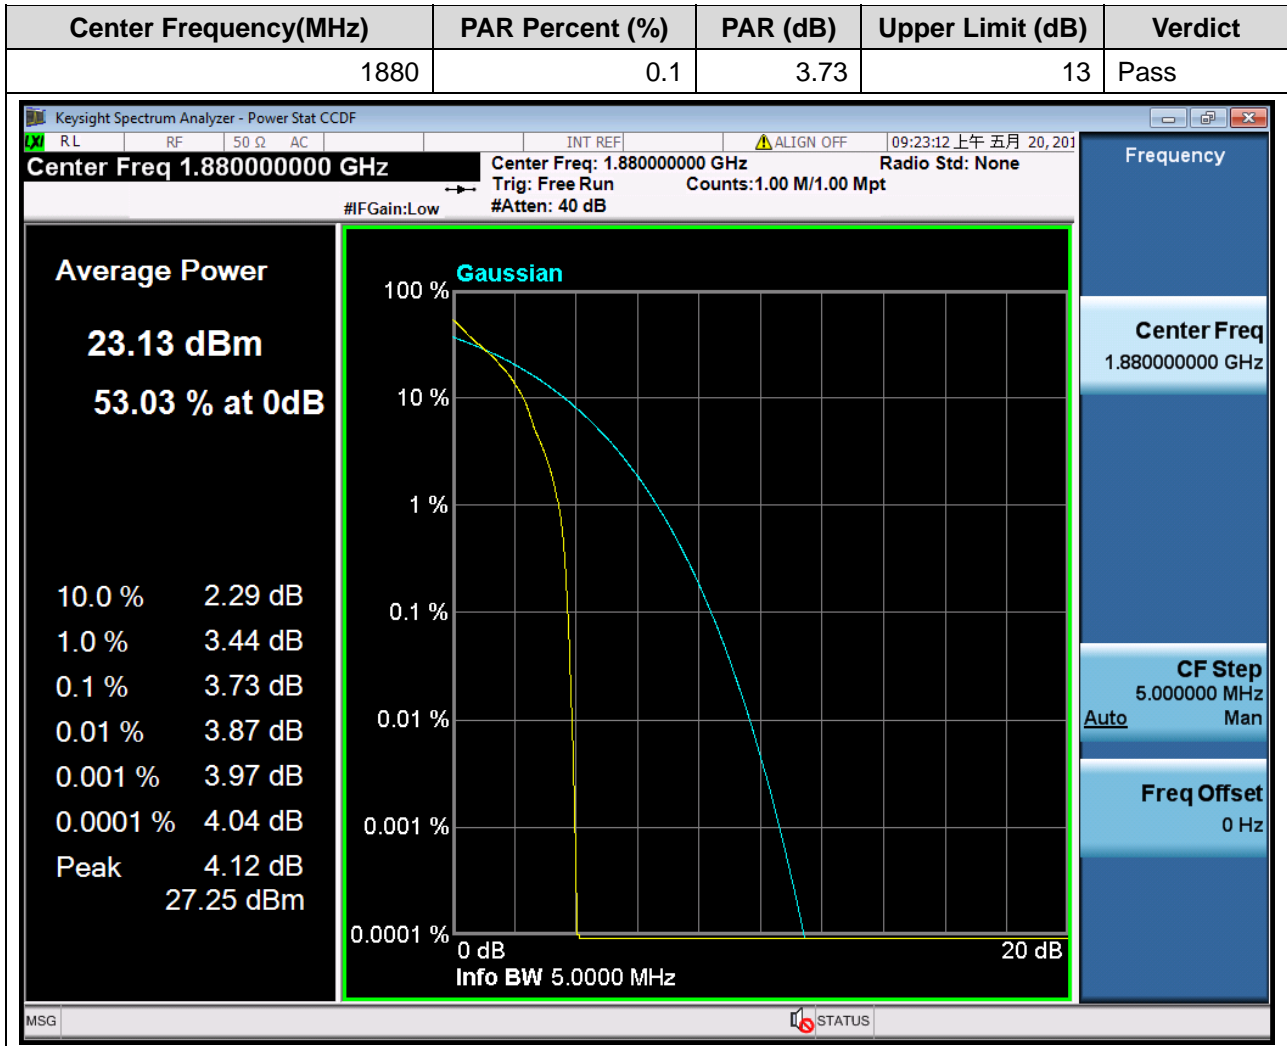 Center Frequency(MHz) PAR Percent (%) PAR (dB) Upper Limit (dB) Verdict
1880 0.1 3.73 13 Pass
Keysight Spectrum Analyzer - Power Stat CCDF
LXI RL RF 50 Ω AC INT REF ALIGN OFF 09:23:12 上午 五月 20, 201
Center Freq 1.880000000 GHz
#IFGain:Low
Center Freq: 1.880000000 GHz Radio Std: None
Trig: Free Run Counts:1.00 M/1.00 Mpt
#Atten: 40 dB
Average Power
23.13 dBm
53.03 % at 0dB
10.0 % 2.29 dB
1.0 % 3.44 dB
0.1 % 3.73 dB
0.01 % 3.87 dB
0.001 % 3.97 dB
0.0001 % 4.04 dB
Peak 4.12 dB
27.25 dBm
Gaussian
100 %
10 %
1 %
0.1 %
0.01 %
0.001 %
0.0001 %
0 dB 20 dB
Info BW 5.0000 MHz
Frequency
Center Freq
1.880000000 GHz
CF Step
5.000000 MHz
Auto Man
Freq Offset
0 Hz
MSG STATUS